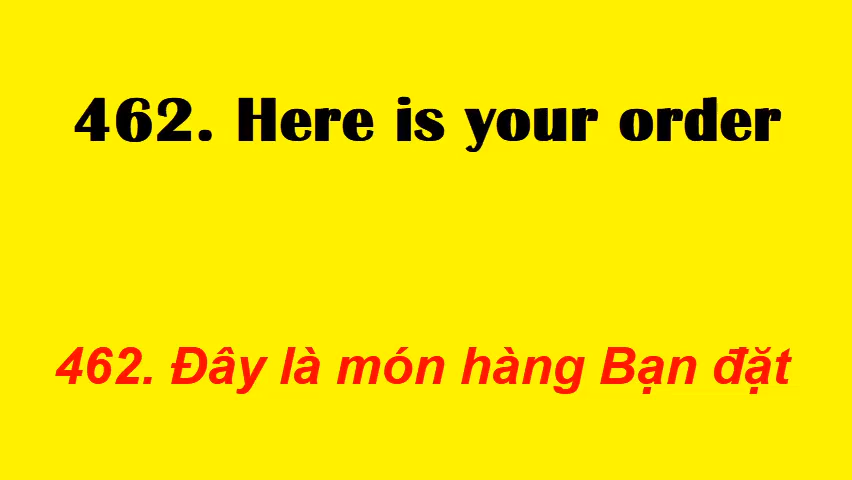 462. Here is your order
462. Đây là món hàng Bạn đặt